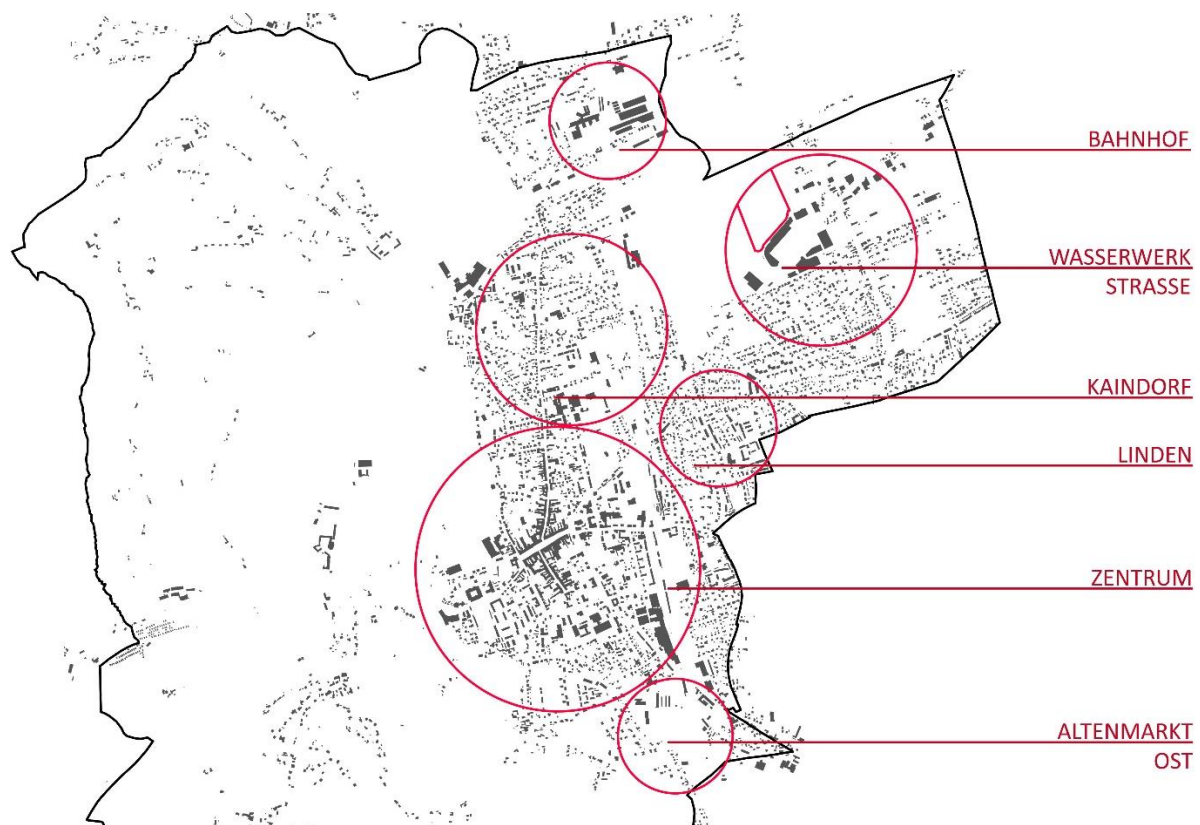 BAHNHOF
WASSERWERK
STRASSE
KAINDORF
LINDEN
ZENTRUM
ALTENMARKT
OST